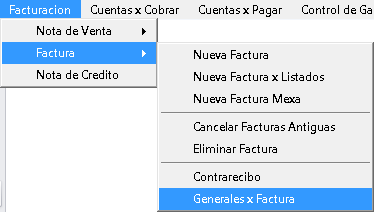 Facturacion Cuentas x Cobrar Cuentas x Pagar Control de Ga
Nota de Venta
Factura
Nota de Credito
Nueva Factura
Nueva Factura x Listados
Nueva Factura Mexa
Cancelar Facturas Antiguas
Eliminar Factura
Contrarecibo
Generales x Factura